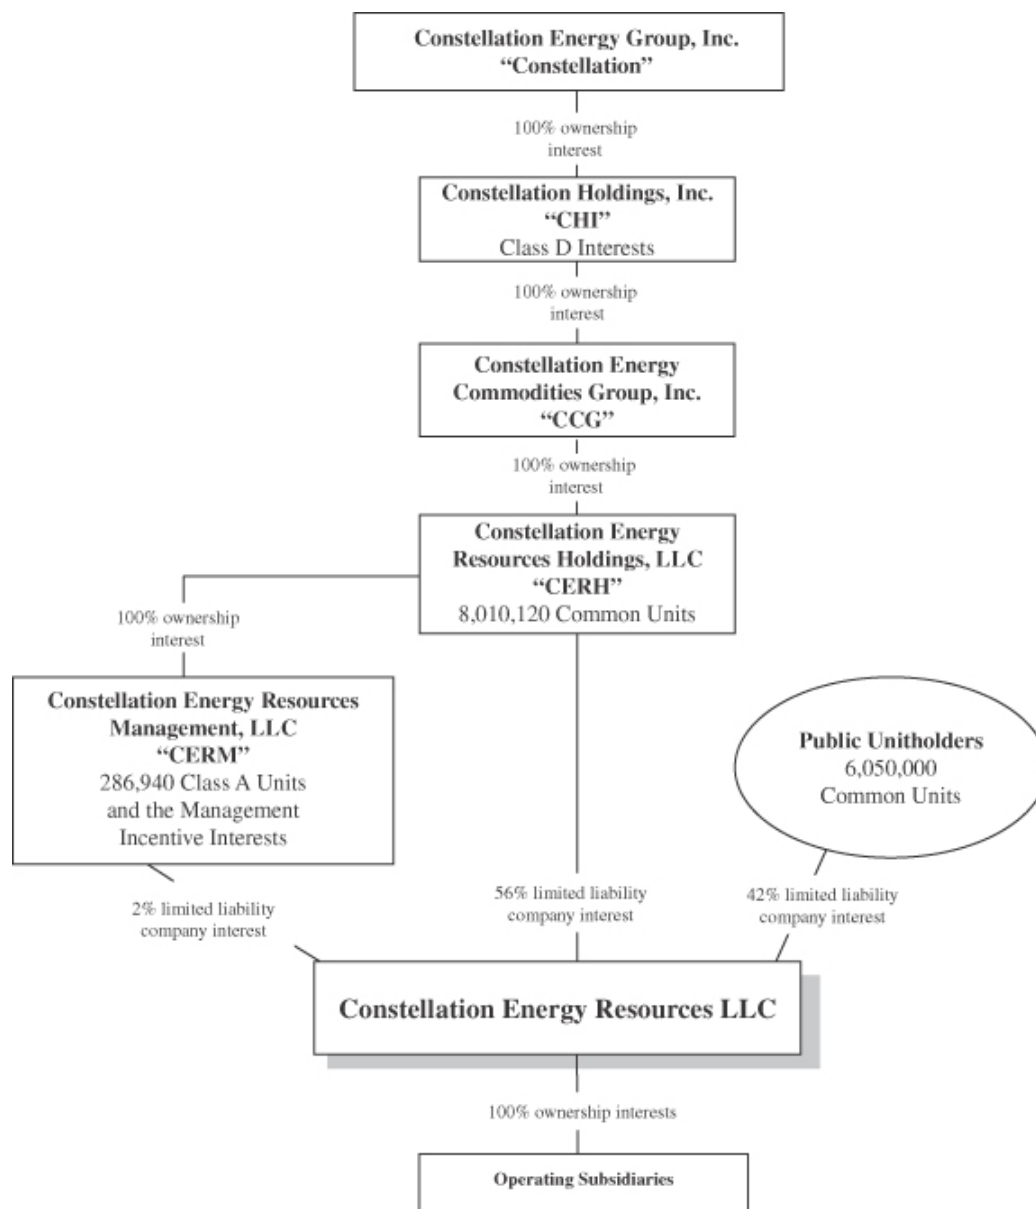 Constellation Energy Group, Inc.
“Constellation”
100% ownership
interest
Constellation Holdings, Inc.
“CHI”
Class D Interests
100% ownership
interest
Constellation Energy
Commodities Group, Inc.
“CCG”
100% ownership
interest
Constellation Energy
Resources Holdings, LLC
“CERH”
8,010,120 Common Units
100% ownership
interest
Constellation Energy Resources
Management, LLC
“CERM”
286,940 Class A Units
and the Management
Incentive Interests
Public Unitholders
6,050,000
Common Units
2% limited liability
company interest
56% limited liability
company interest
42% limited liability
company interest
Constellation Energy Resources LLC
100% ownership interests
Operating Subsidiaries